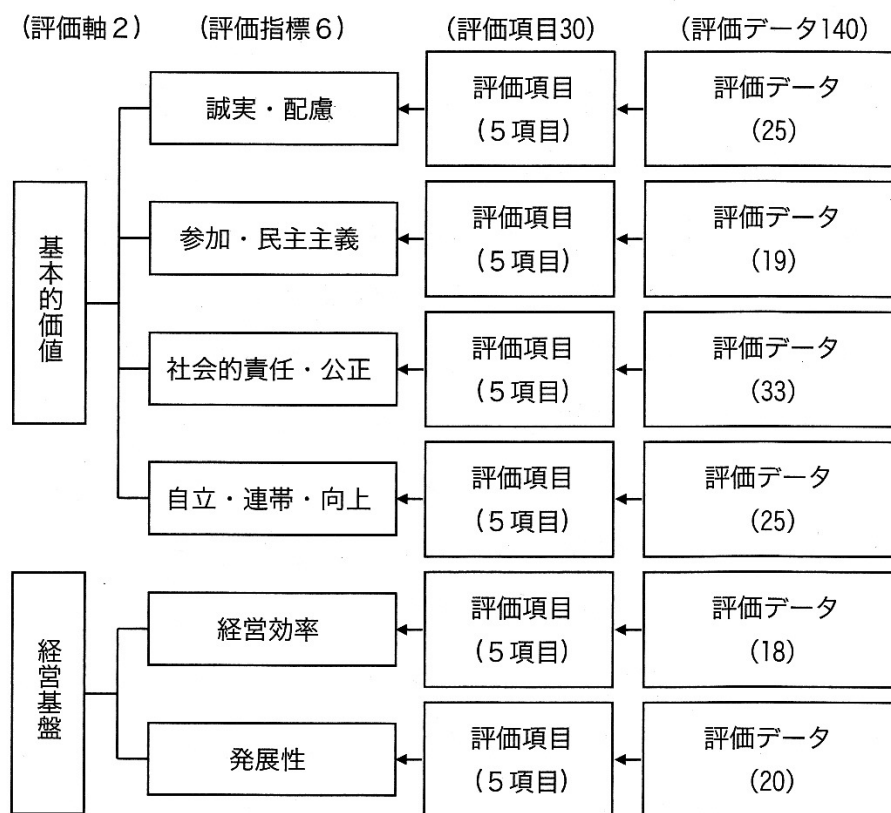 (評価軸2) (評価指標6) (評価項目30) (評価データ140)
誠実・配慮
評価項目
(5項目)
評価データ
(25)
基本的価値
参加・民主主義
評価項目
(5項目)
評価データ
(19)
社会的責任・公正
評価項目
(5項目)
評価データ
(33)
自立・連帯・向上
評価項目
(5項目)
評価データ
(25)
経営基盤
経営効率
評価項目
(5項目)
評価データ
(18)
発展性
評価項目
(5項目)
評価データ
(20)